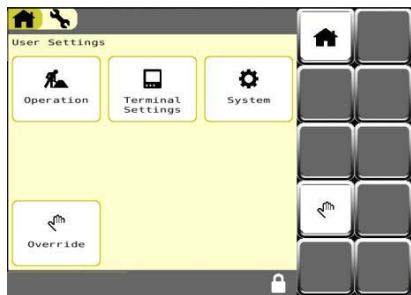 User Settings
Operation
Terminal
Settings
System
Override